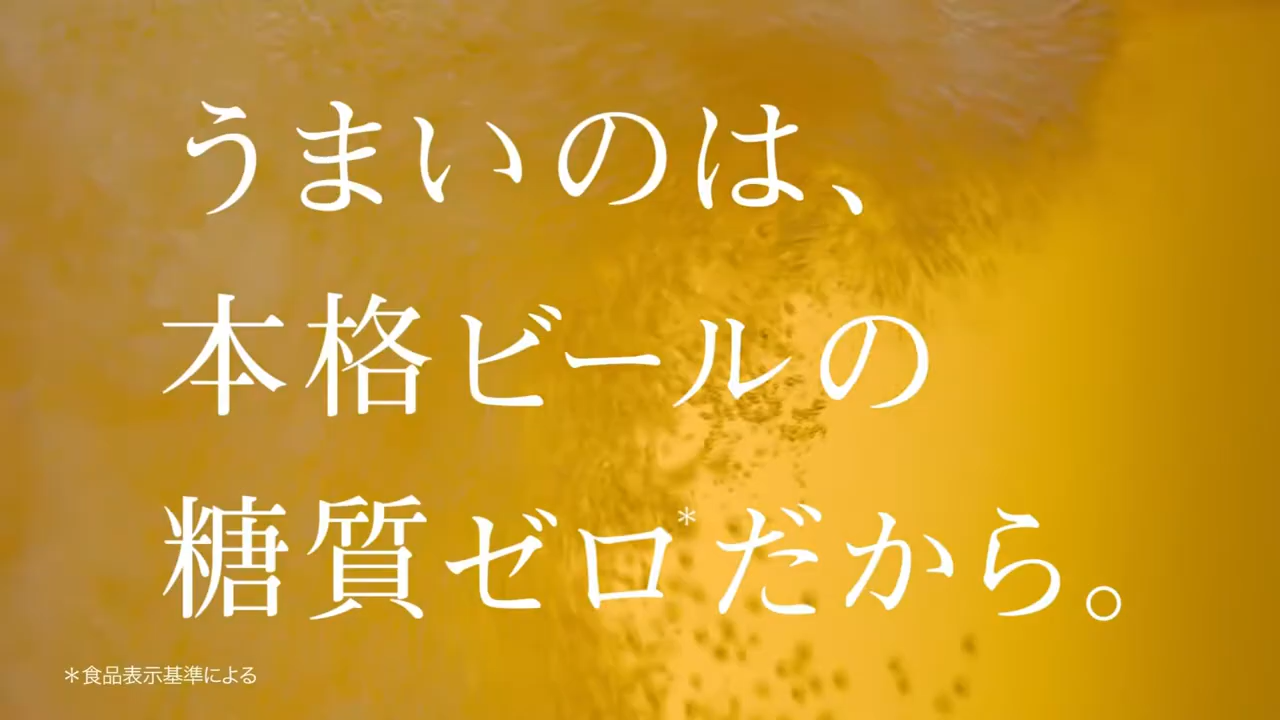 うまいのは、
本格ビールの
糖質ゼロ*だから。
＊食品表示基準による